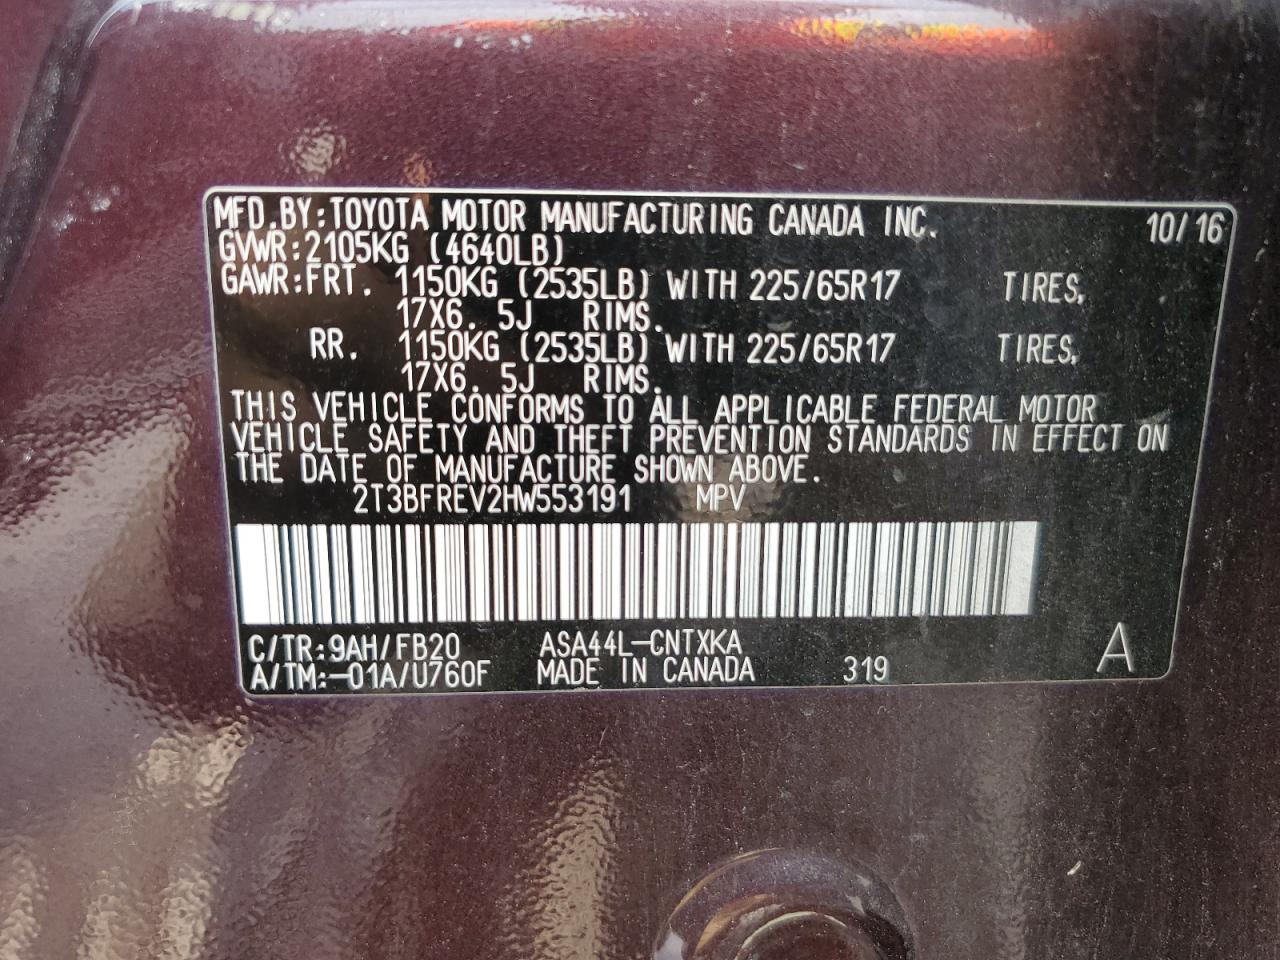 MFD.BY:TOYOTA MOTOR MANUFACTURING CANADA INC. 10/16
GVWR:2105KG (4640LB)
GAWR:FRT. 1150KG (2535LB) WITH 225/65R17 TIRES,
17X6. 5J RIMS.
RR. 1150KG (2535LB) WITH 225/65R17 TIRES,
17X6. 5J RIMS.
THIS VEHICLE CONFORMS TO ALL APPLICABLE FEDERAL MOTOR
VEHICLE SAFETY AND THEFT PREVENTION STANDARDS IN EFFECT ON
THE DATE OF MANUFACTURE SHOWN ABOVE.
2T3BFREV2HW553191 MPV
C/TR:9AH/FB20 ASA44L-CNTXKA
A/TM:-01A/U760F MADE IN CANADA 319 A